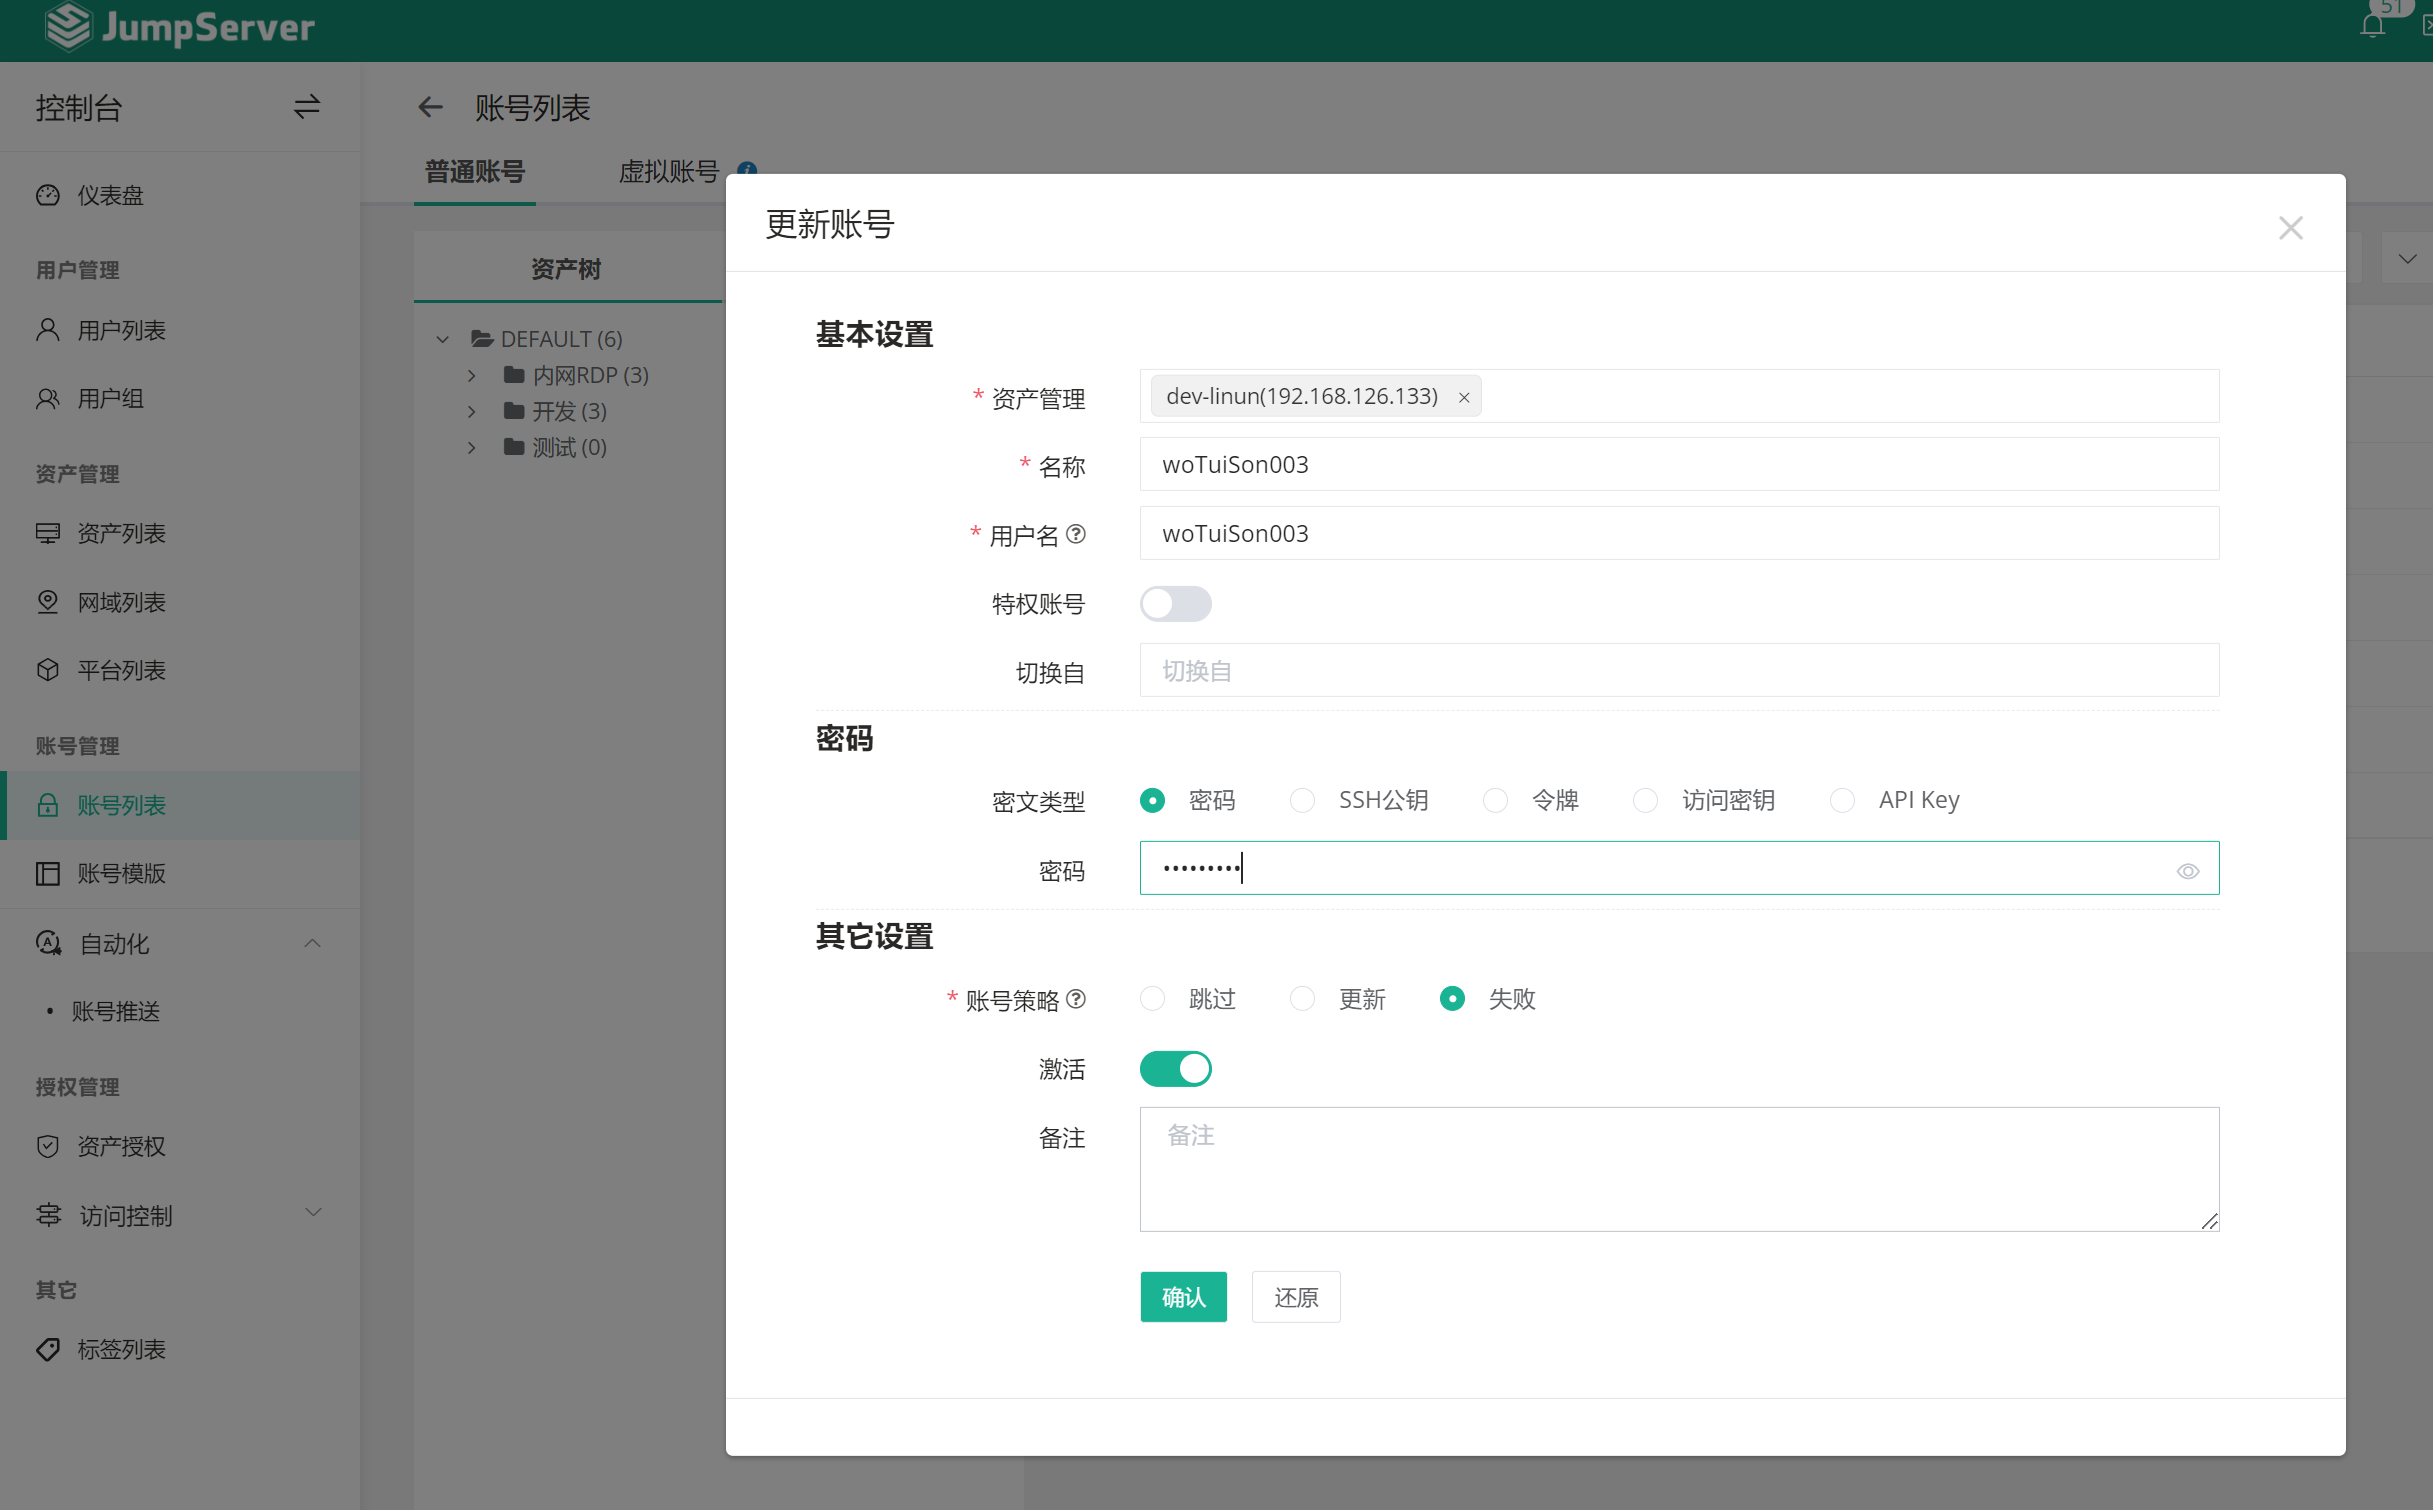 JumpServer
51
控制台
账号列表
普通账号
虚拟账号
仪表盘
用户管理
用户列表
用户组
资产管理
资产列表
网域列表
平台列表
账号管理
账号列表
账号模版
自动化
账号推送
授权管理
资产授权
访问控制
其它
标签列表
资产树
DEFAULT (6)
内网RDP (3)
开发 (3)
测试 (0)
更新账号
基本设置
* 资产管理 dev-linun(192.168.126.133) ×
* 名称 woTuiSon003
* 用户名 woTuiSon003
特权账号
切换自 切换自
密码
密文类型 密码 SSH公钥 令牌 访问密钥 API Key
密码 •••••••••
其它设置
* 账号策略 跳过 更新 失败
激活
备注 备注
确认 还原